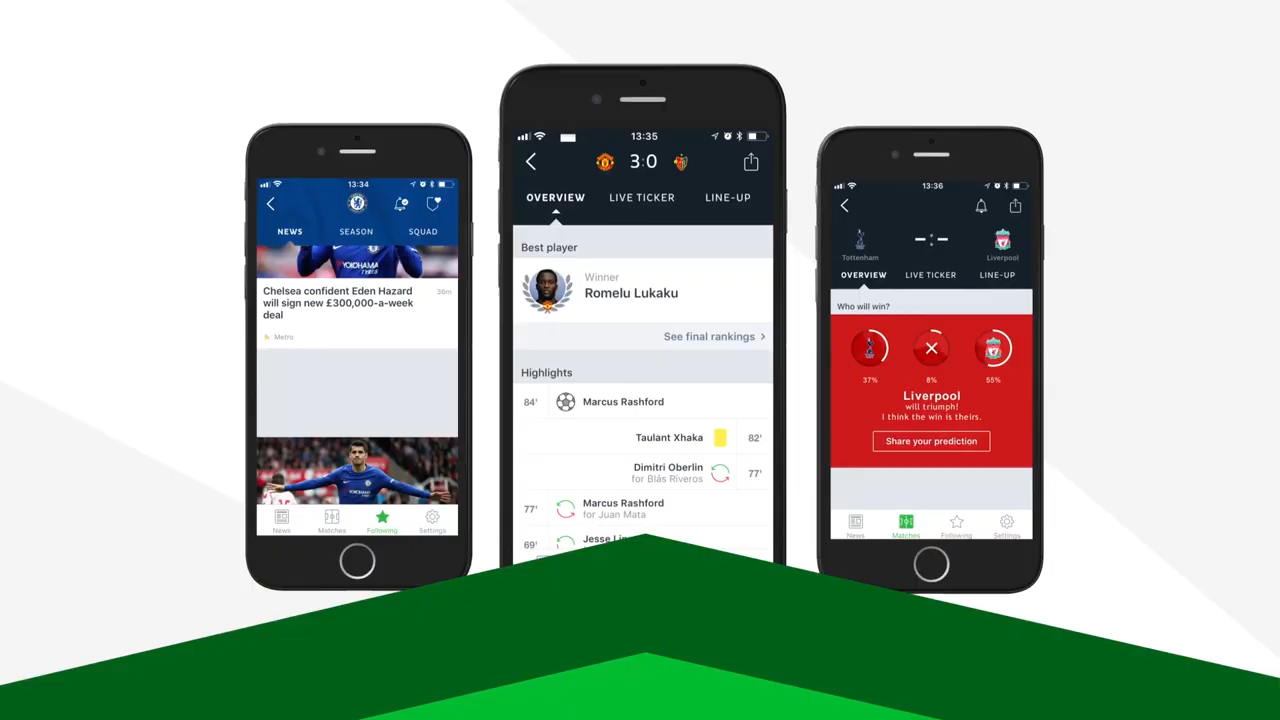 13:34
NEWS
SEASON
SQUAD
YOKOHAMA
TYRES
Chelsea confident Eden Hazard
will sign new £300,000-a-week
deal
36m
Metro
YOKOHAMA
TYRES
News
Matches
Following
Settings
13:35
3:0
OVERVIEW
LIVE TICKER
LINE-UP
Best player
Winner
Romelu Lukaku
See final rankings >
Highlights
84' Marcus Rashford
Taulant Xhaka 82'
Dimitri Oberlin
for Blás Riveros
77'
77'
Marcus Rashford
for Juan Mata
69' Jesse
13:36
- : -
Tottenham
Liverpool
OVERVIEW
LIVE TICKER
LINE-UP
Who will win?
37%
8%
55%
Liverpool
will triumph!
I think the win is theirs.
Share your prediction
News
Matches
Following
Settings